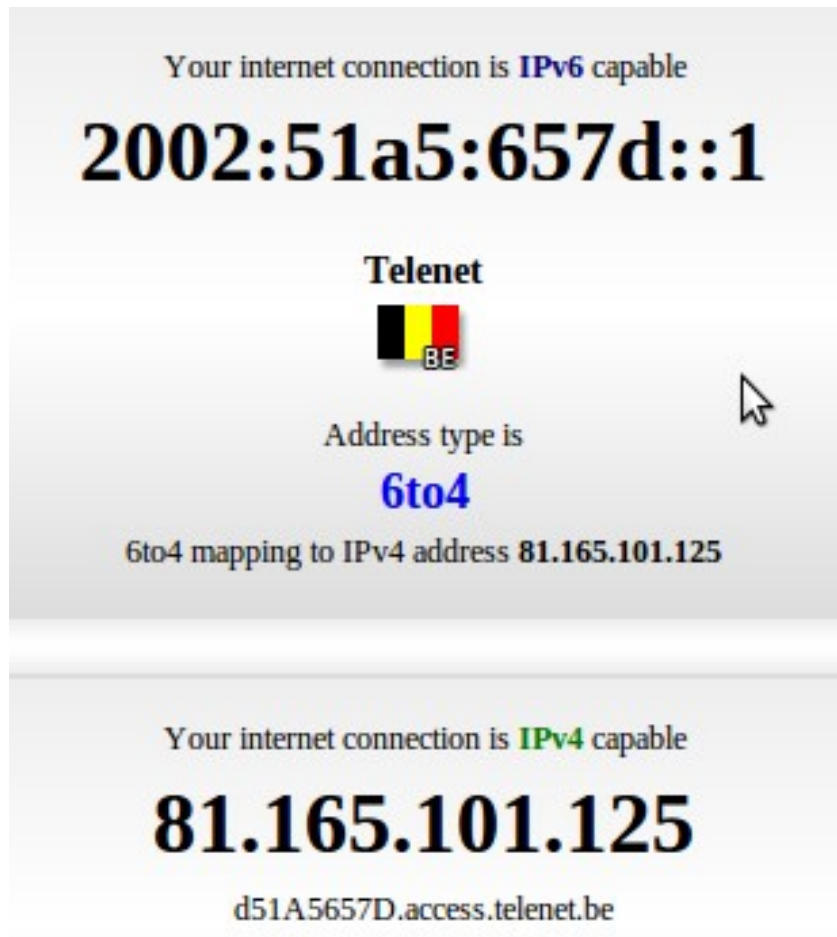 Your internet connection is IPv6 capable
2002:51a5:657d::1
Telenet
BE
Address type is
6to4
6to4 mapping to IPv4 address 81.165.101.125
Your internet connection is IPv4 capable
81.165.101.125
d51A5657D.access.telenet.be